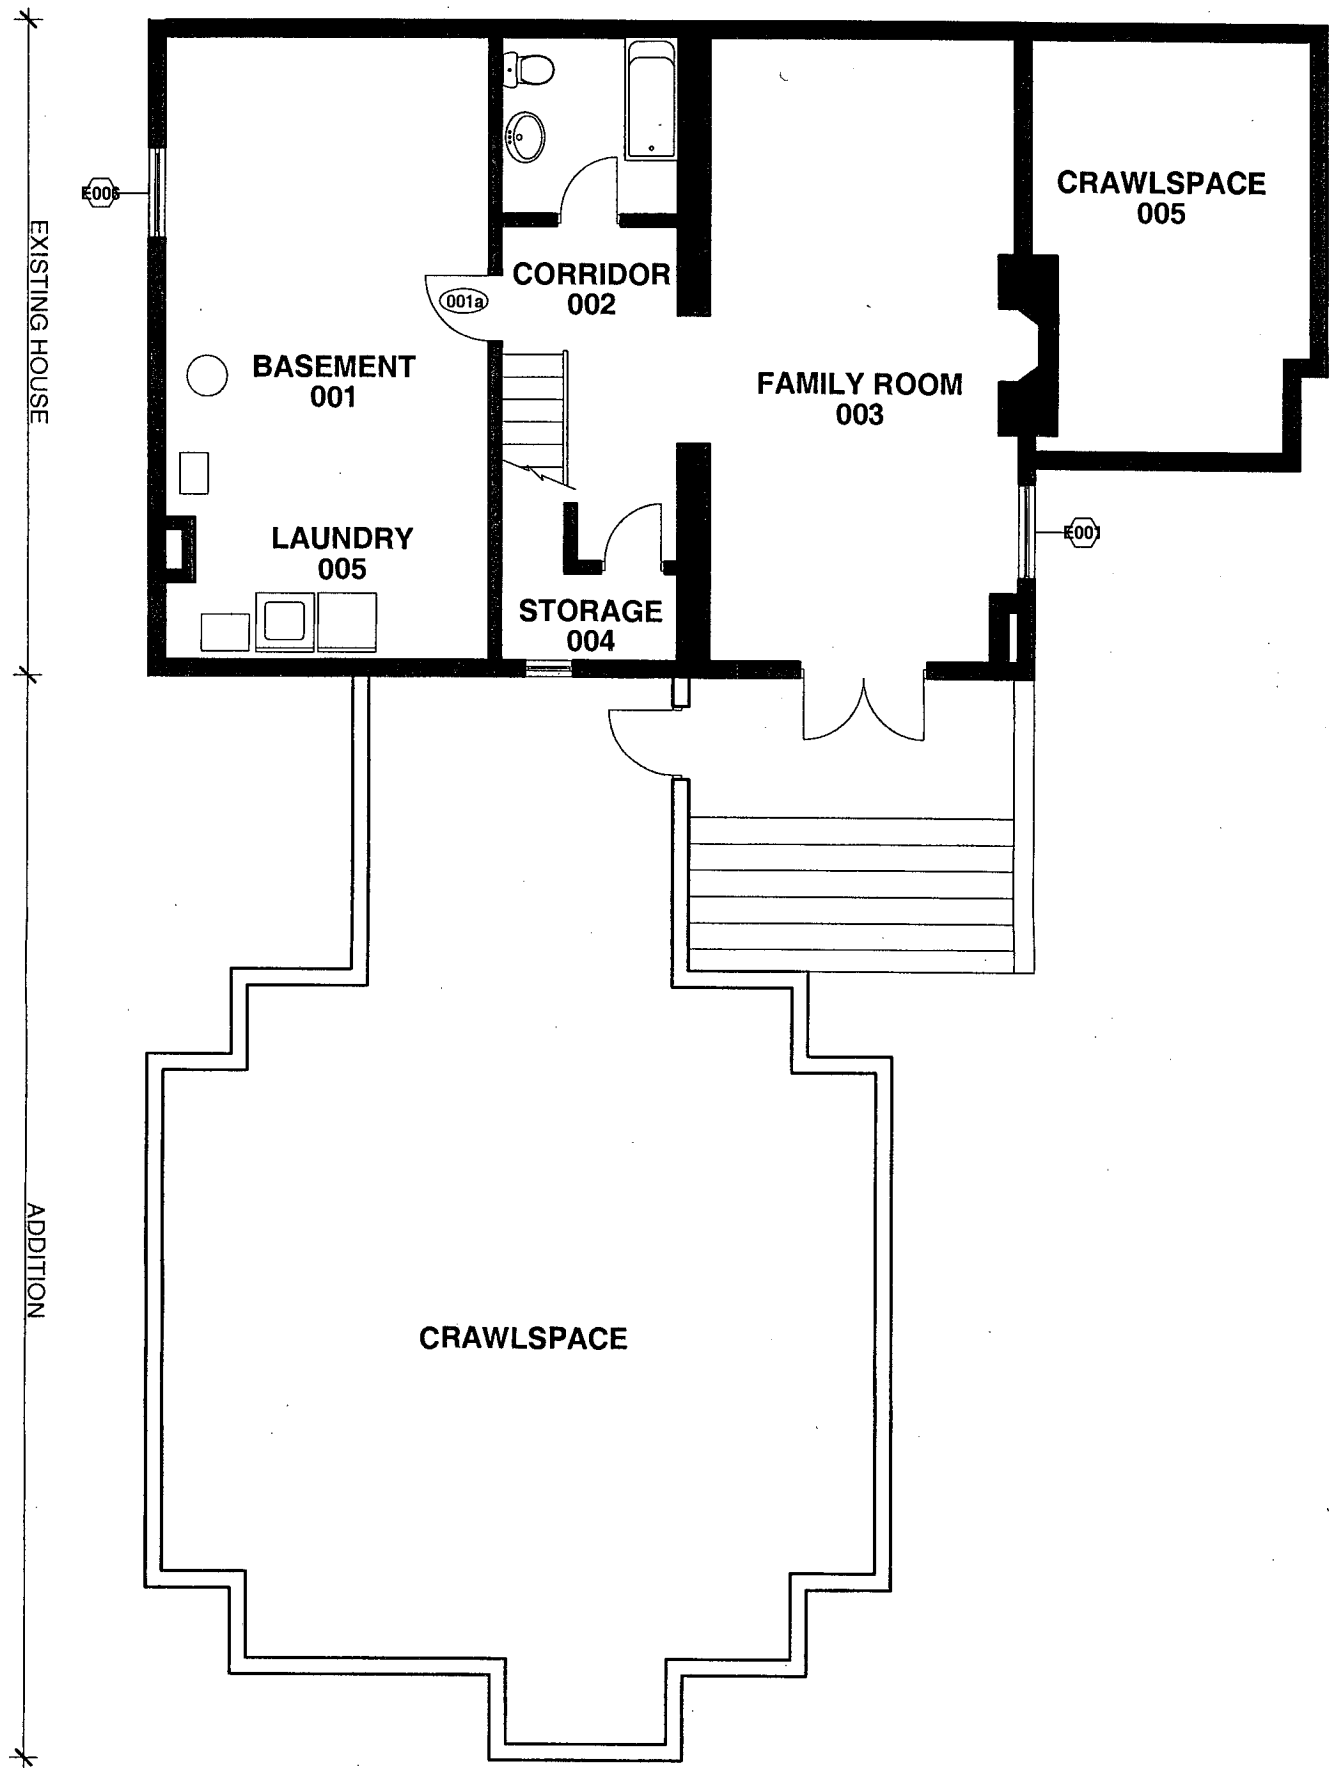 CRAWLSPACE
005
E006
EXISTING HOUSE
CORRIDOR
002
001a
BASEMENT
001
FAMILY ROOM
003
LAUNDRY
005
E007
STORAGE
004
ADDITION
CRAWLSPACE